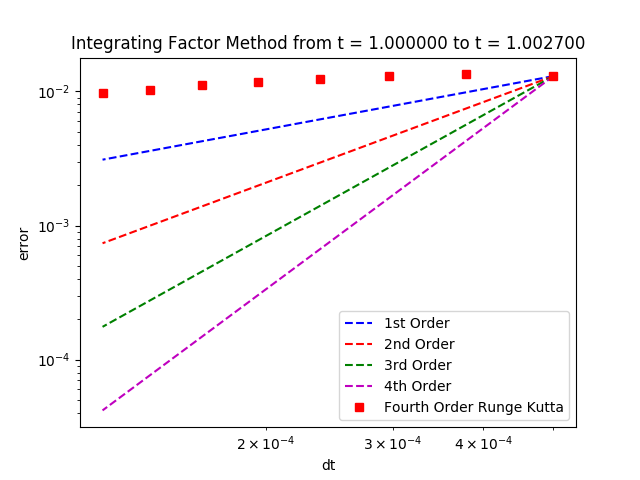 Integrating Factor Method from t = 1.000000 to t = 1.002700
error
10⁻²
10⁻³
10⁻⁴
1st Order
2nd Order
3rd Order
4th Order
Fourth Order Runge Kutta
2 × 10⁻⁴
3 × 10⁻⁴
4 × 10⁻⁴
dt